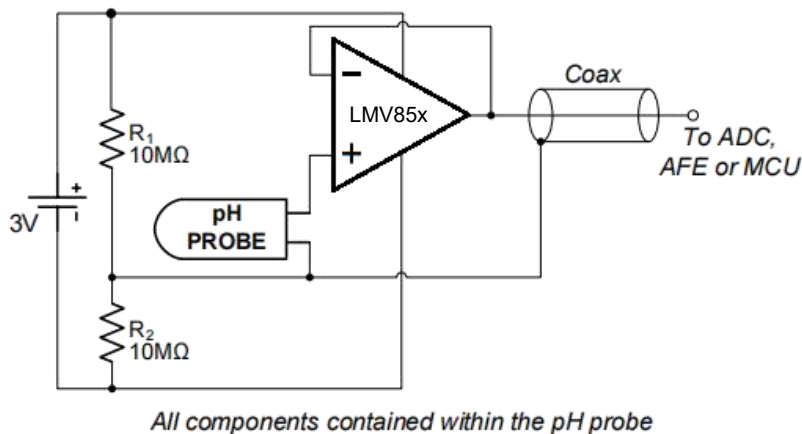 Coax
LMV85x
To ADC,
AFE or MCU
R1
10MΩ
+
-
3V
pH
PROBE
R2
10MΩ
All components contained within the pH probe